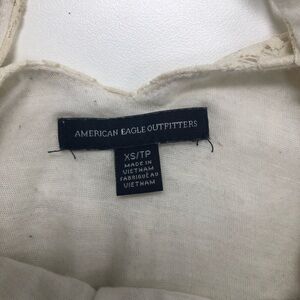 AMERICAN EAGLE OUTFITTERS
XS/TP
MADE IN
VIETNAM
FABRIQUÉ AU
VIETNAM